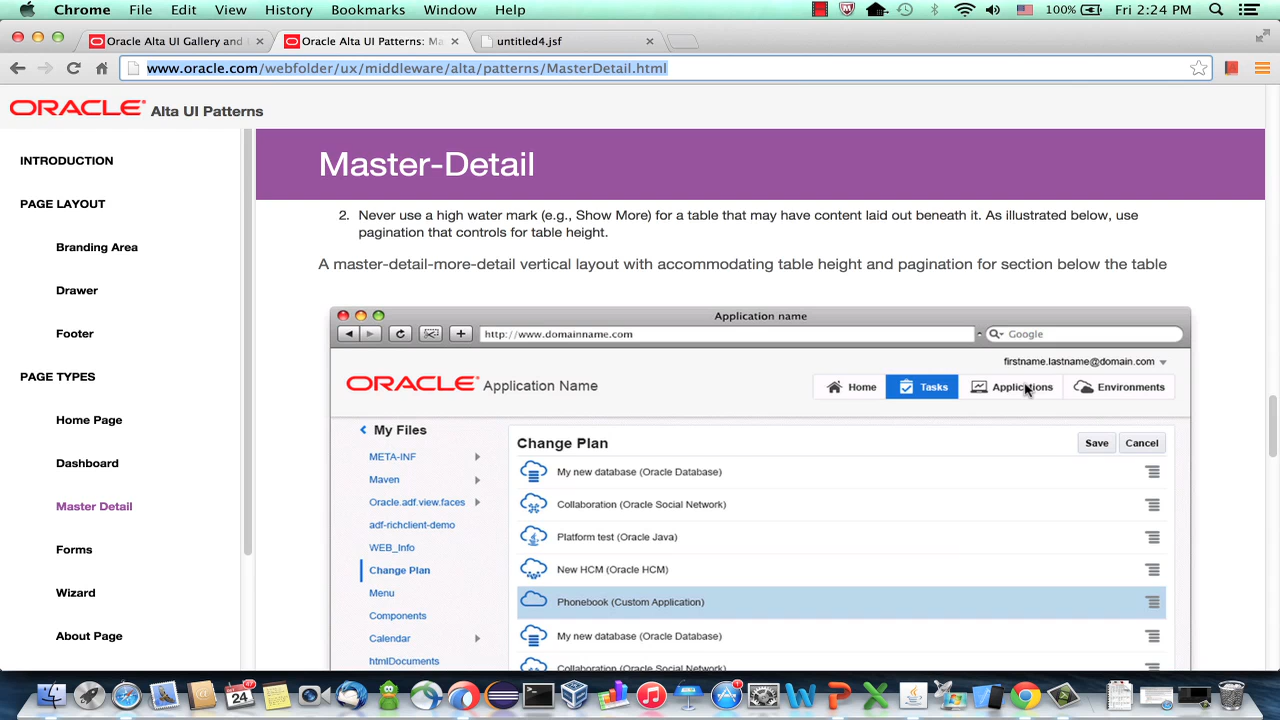 Chrome File Edit View History Bookmarks Window Help 100% Fri 2:24 PM
Oracle Alta UI Gallery and Oracle Alta UI Patterns: Ma untitled4.jsf
www.oracle.com/webfolder/ux/middleware/alta/patterns/MasterDetail.html
ORACLE Alta UI Patterns
INTRODUCTION
PAGE LAYOUT
Branding Area
Drawer
Footer
PAGE TYPES
Home Page
Dashboard
Master Detail
Forms
Wizard
About Page
Master-Detail
2. Never use a high water mark (e.g., Show More) for a table that may have content laid out beneath it. As illustrated below, use
pagination that controls for table height.
A master-detail-more-detail vertical layout with accommodating table height and pagination for section below the table
Application name
http://www.domainname.com Google
firstname.lastname@domain.com
ORACLE Application Name Home Tasks Applications Environments
My Files
META-INF
Maven
Oracle.adf.view.faces
adf-richclient-demo
WEB_Info
Change Plan
Menu
Components
Calendar
htmlDocuments
Change Plan Save Cancel
My new database (Oracle Database)
Collaboration (Oracle Social Network)
Platform test (Oracle Java)
New HCM (Oracle HCM)
Phonebook (Custom Application)
My new database (Oracle Database)
Collaboration (Oracle Social Network)
24